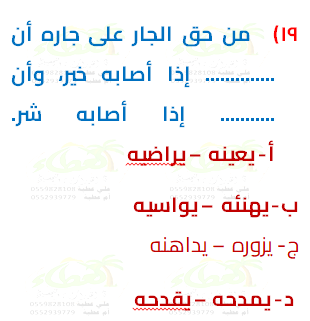 ١٩) من حق الجار على جاره أن
.............. إذا أصابه خير، وأن
........... إذا أصابه شر.
أ- يعينه – يراضيه
ب- يهنئه – يواسيه
ج- يزوره – يداهنه
د- يمدحه – يقدحه